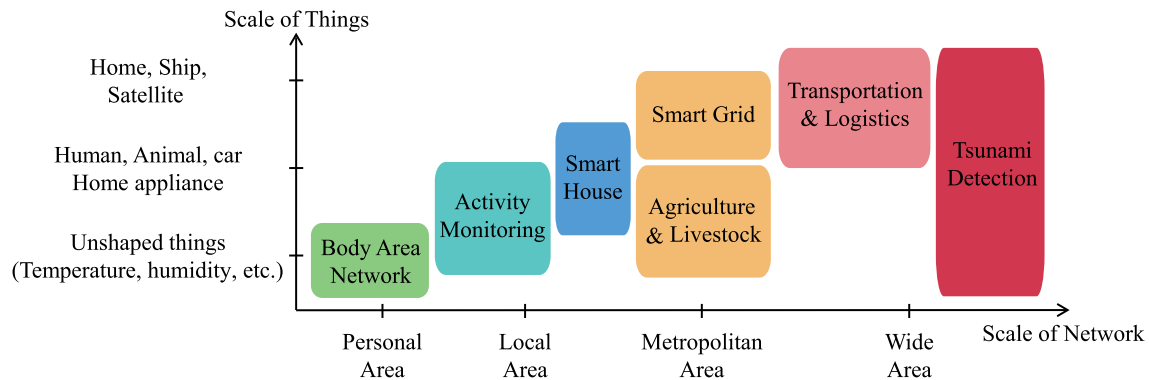 Scale of Things
Home, Ship,
Satellite
Human, Animal, car
Home appliance
Unshaped things
(Temperature, humidity, etc.)
Body Area
Network
Activity
Monitoring
Smart
House
Smart Grid
Agriculture
& Livestock
Transportation
& Logistics
Tsunami
Detection
Scale of Network
Personal
Area
Local
Area
Metropolitan
Area
Wide
Area